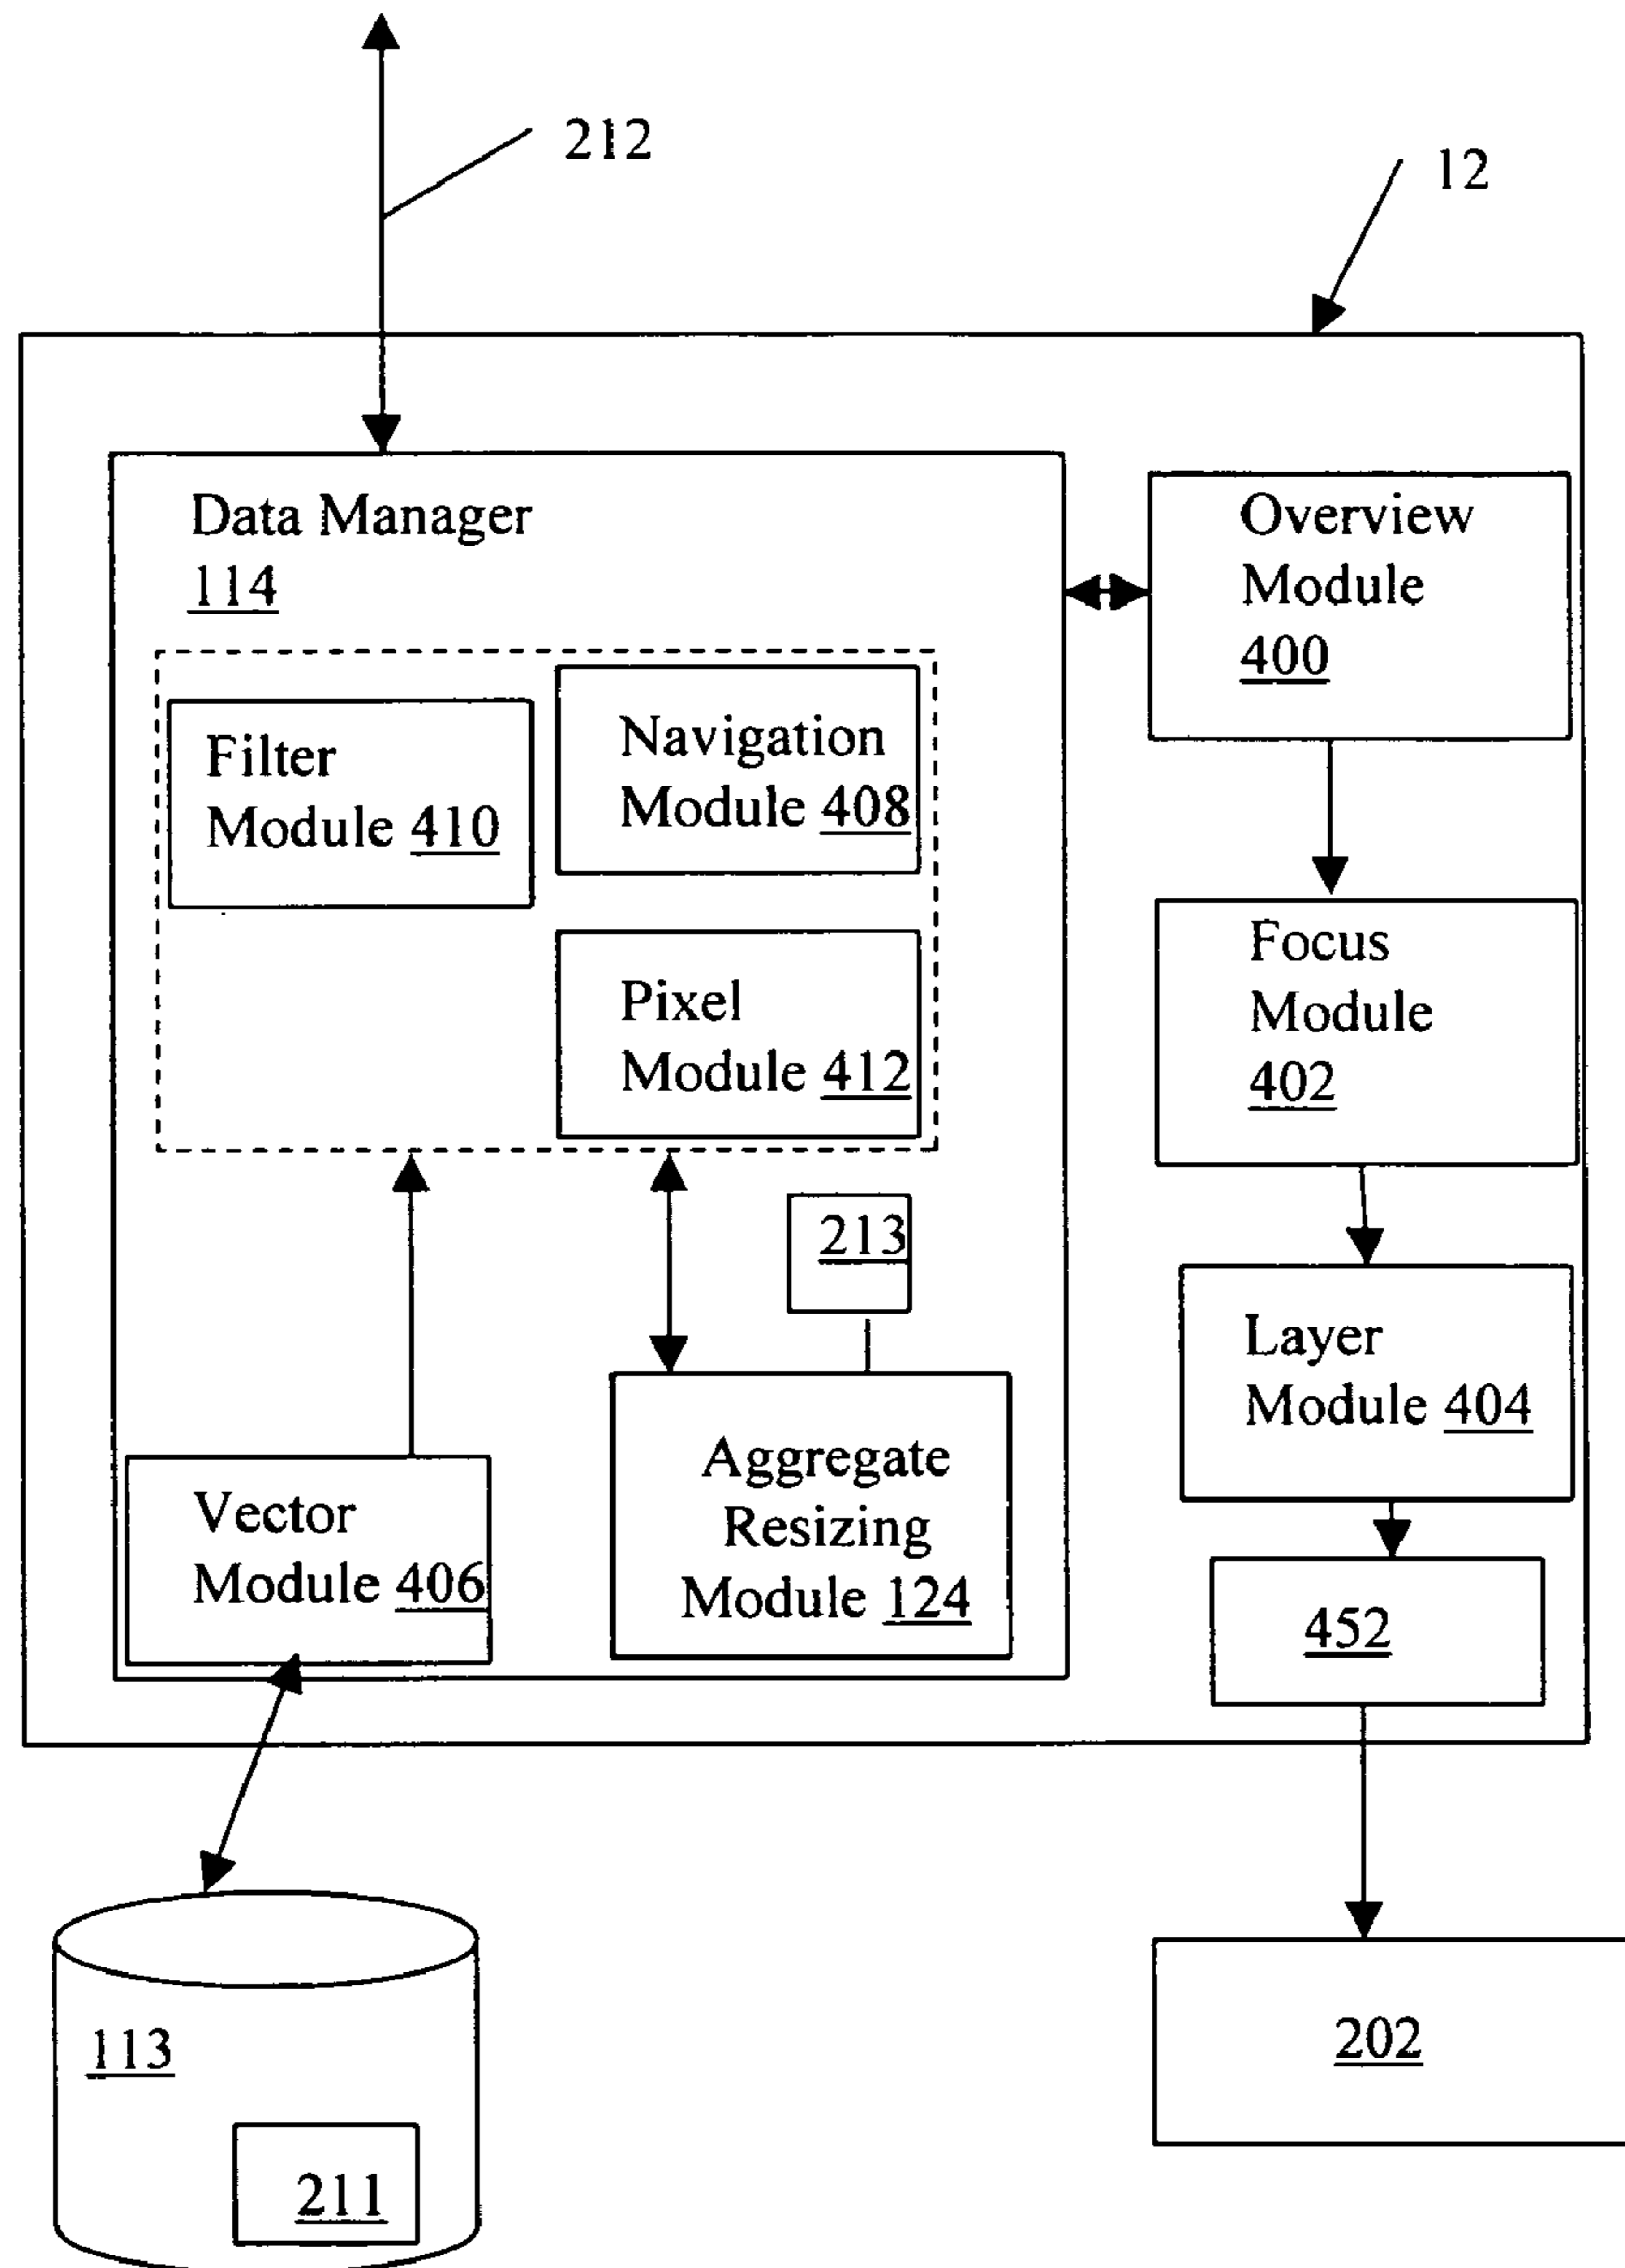 212
12
Data Manager
114
Overview
Module
400
Filter
Module 410
Navigation
Module 408
Focus
Module
402
Pixel
Module 412
213
Layer
Module 404
Aggregate
Resizing
Module 124
Vector
Module 406
452
113
202
211